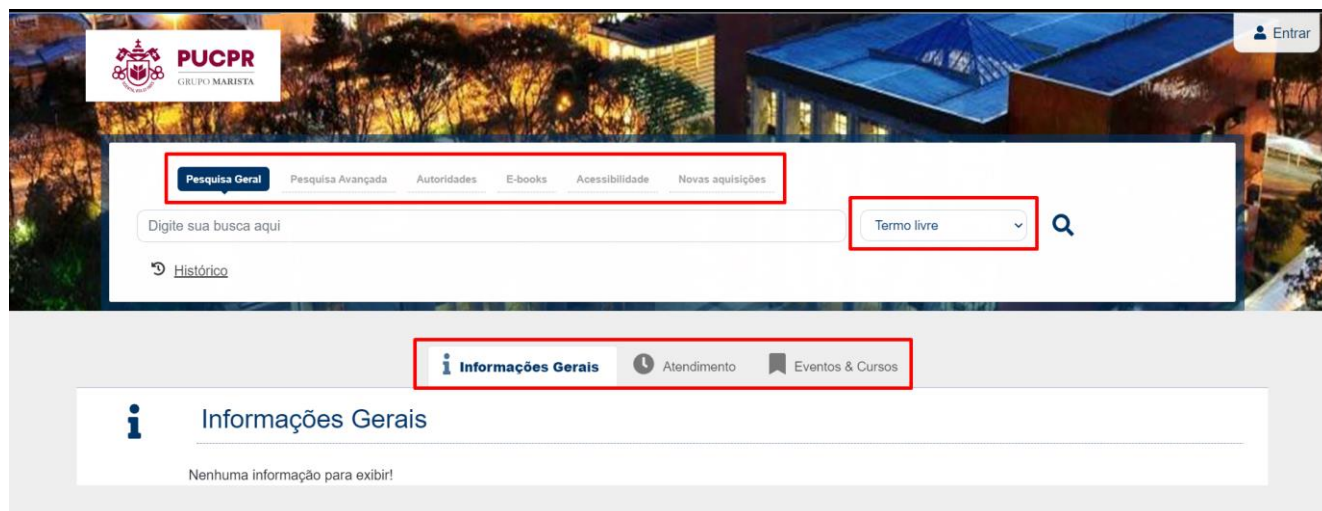 Entrar
PUCPR
GRUPO MARISTA
Pesquisa Geral Pesquisa Avançada Autoridades E-books Acessibilidade Novas aquisições
Digite sua busca aqui Termo livre
Histórico
Informações Gerais Atendimento Eventos & Cursos
Informações Gerais
Nenhuma informação para exibir!